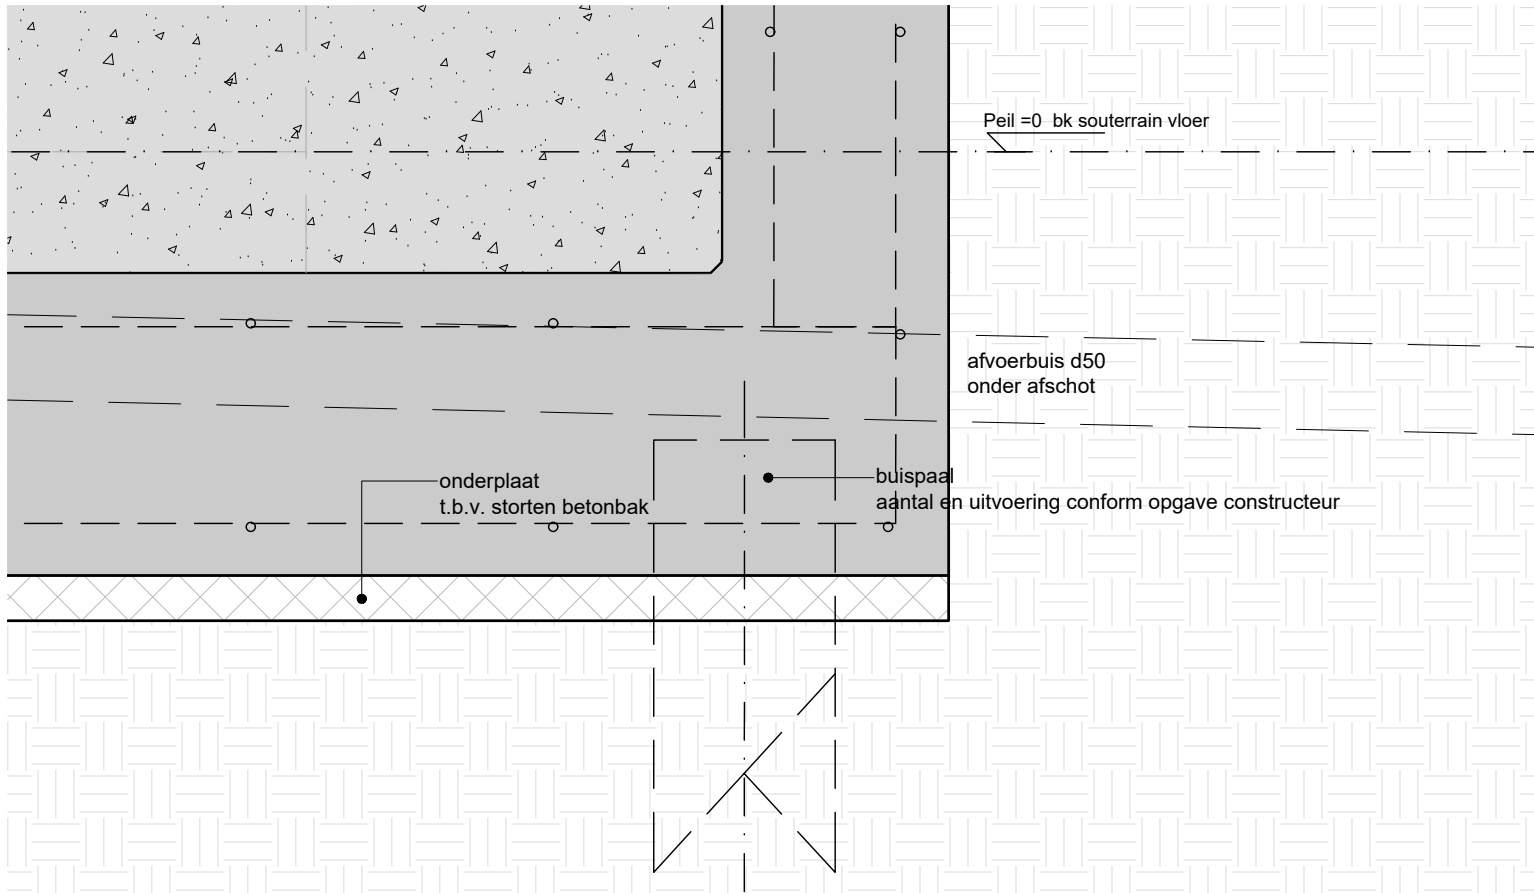 Peil =0  bk souterrain vloer
afvoerbuis d50
onder afschot
onderplaat
t.b.v. storten betonbak
buispaal
aantal en uitvoering conform opgave constructeur